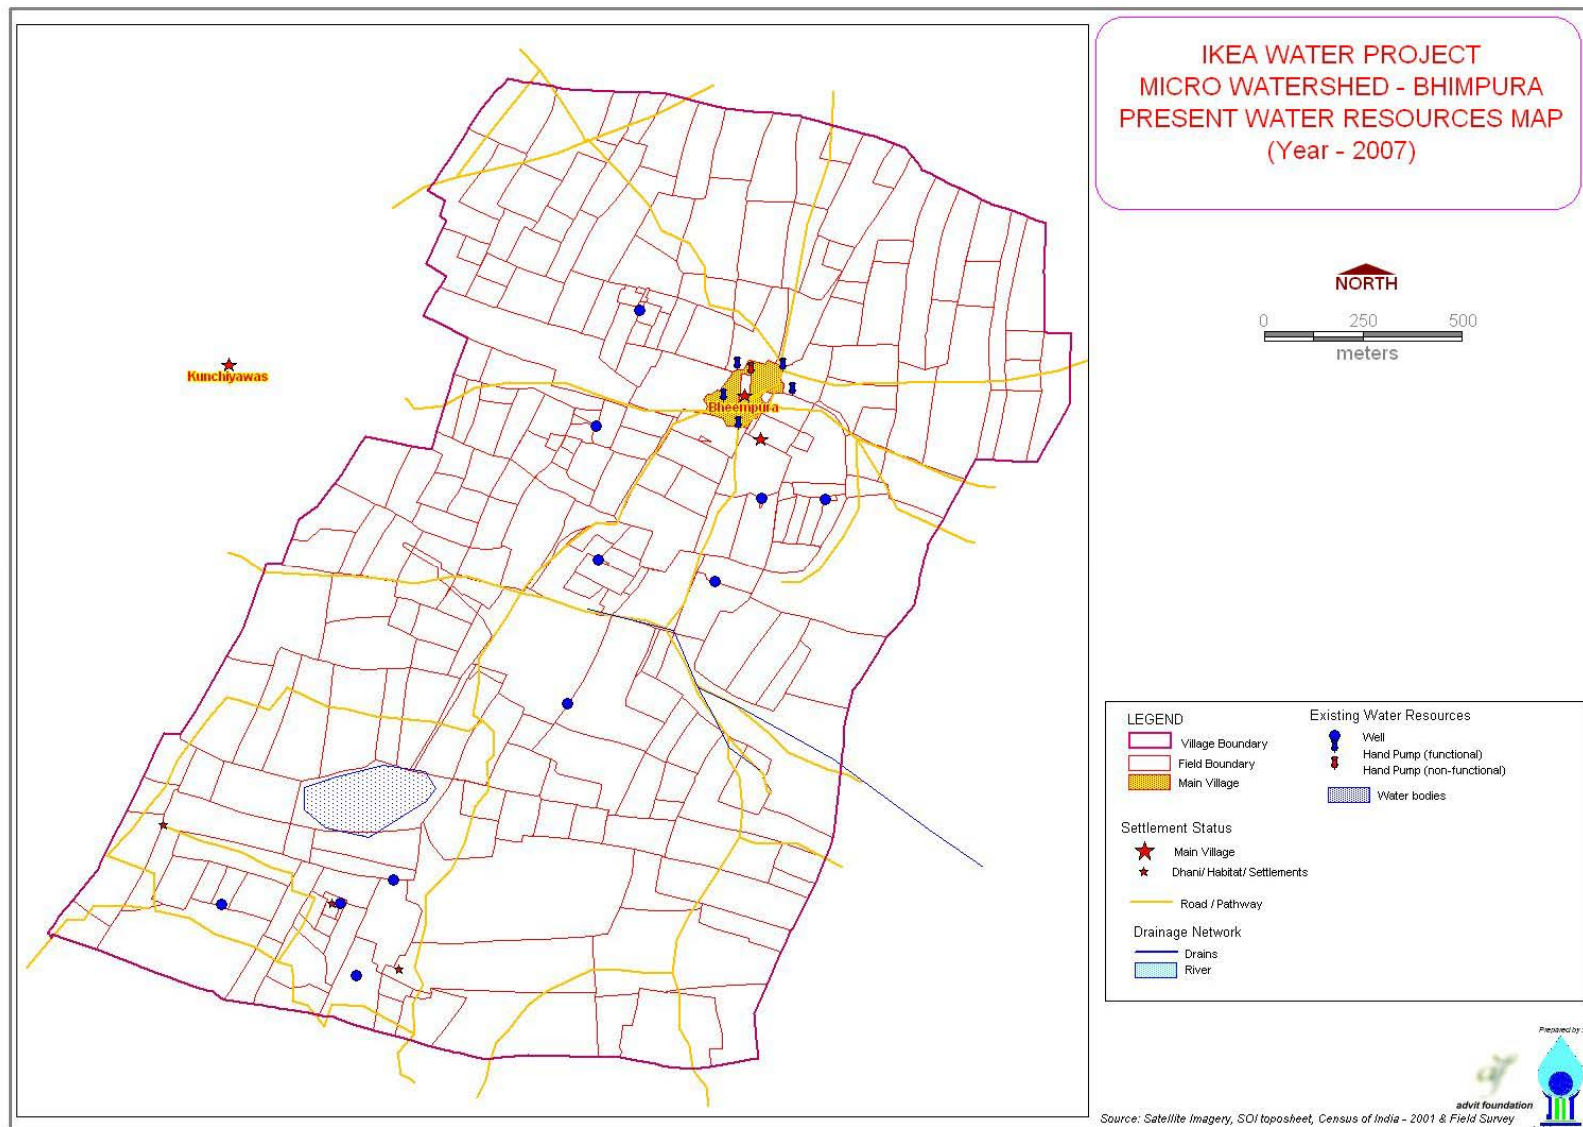 IKEA WATER PROJECT
MICRO WATERSHED - BHIMPURA
PRESENT WATER RESOURCES MAP
(Year - 2007)
NORTH
0 250 500
meters
Kunchiyawas
Bheempura
LEGEND
Village Boundary
Field Boundary
Main Village
Existing Water Resources
Well
Hand Pump (functional)
Hand Pump (non-functional)
Water bodies
Settlement Status
Main Village
Dhani/ Habitat/ Settlements
Road / Pathway
Drainage Network
Drains
River
Prepared by :
advit foundation
Source: Satellite Imagery, SOI toposheet, Census of India - 2001 & Field Survey